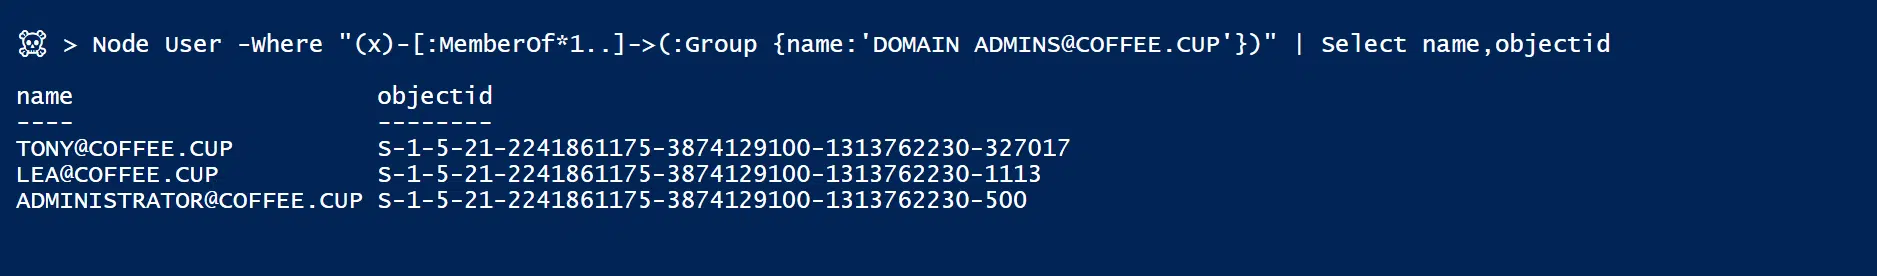 ☠ > Node User -Where "(x)-[:MemberOf*1..]->(:Group {name:'DOMAIN ADMINS@COFFEE.CUP'})" | Select name,objectid
name objectid
---- --------
TONY@COFFEE.CUP S-1-5-21-2241861175-3874129100-1313762230-327017
LEA@COFFEE.CUP S-1-5-21-2241861175-3874129100-1313762230-1113
ADMINISTRATOR@COFFEE.CUP S-1-5-21-2241861175-3874129100-1313762230-500